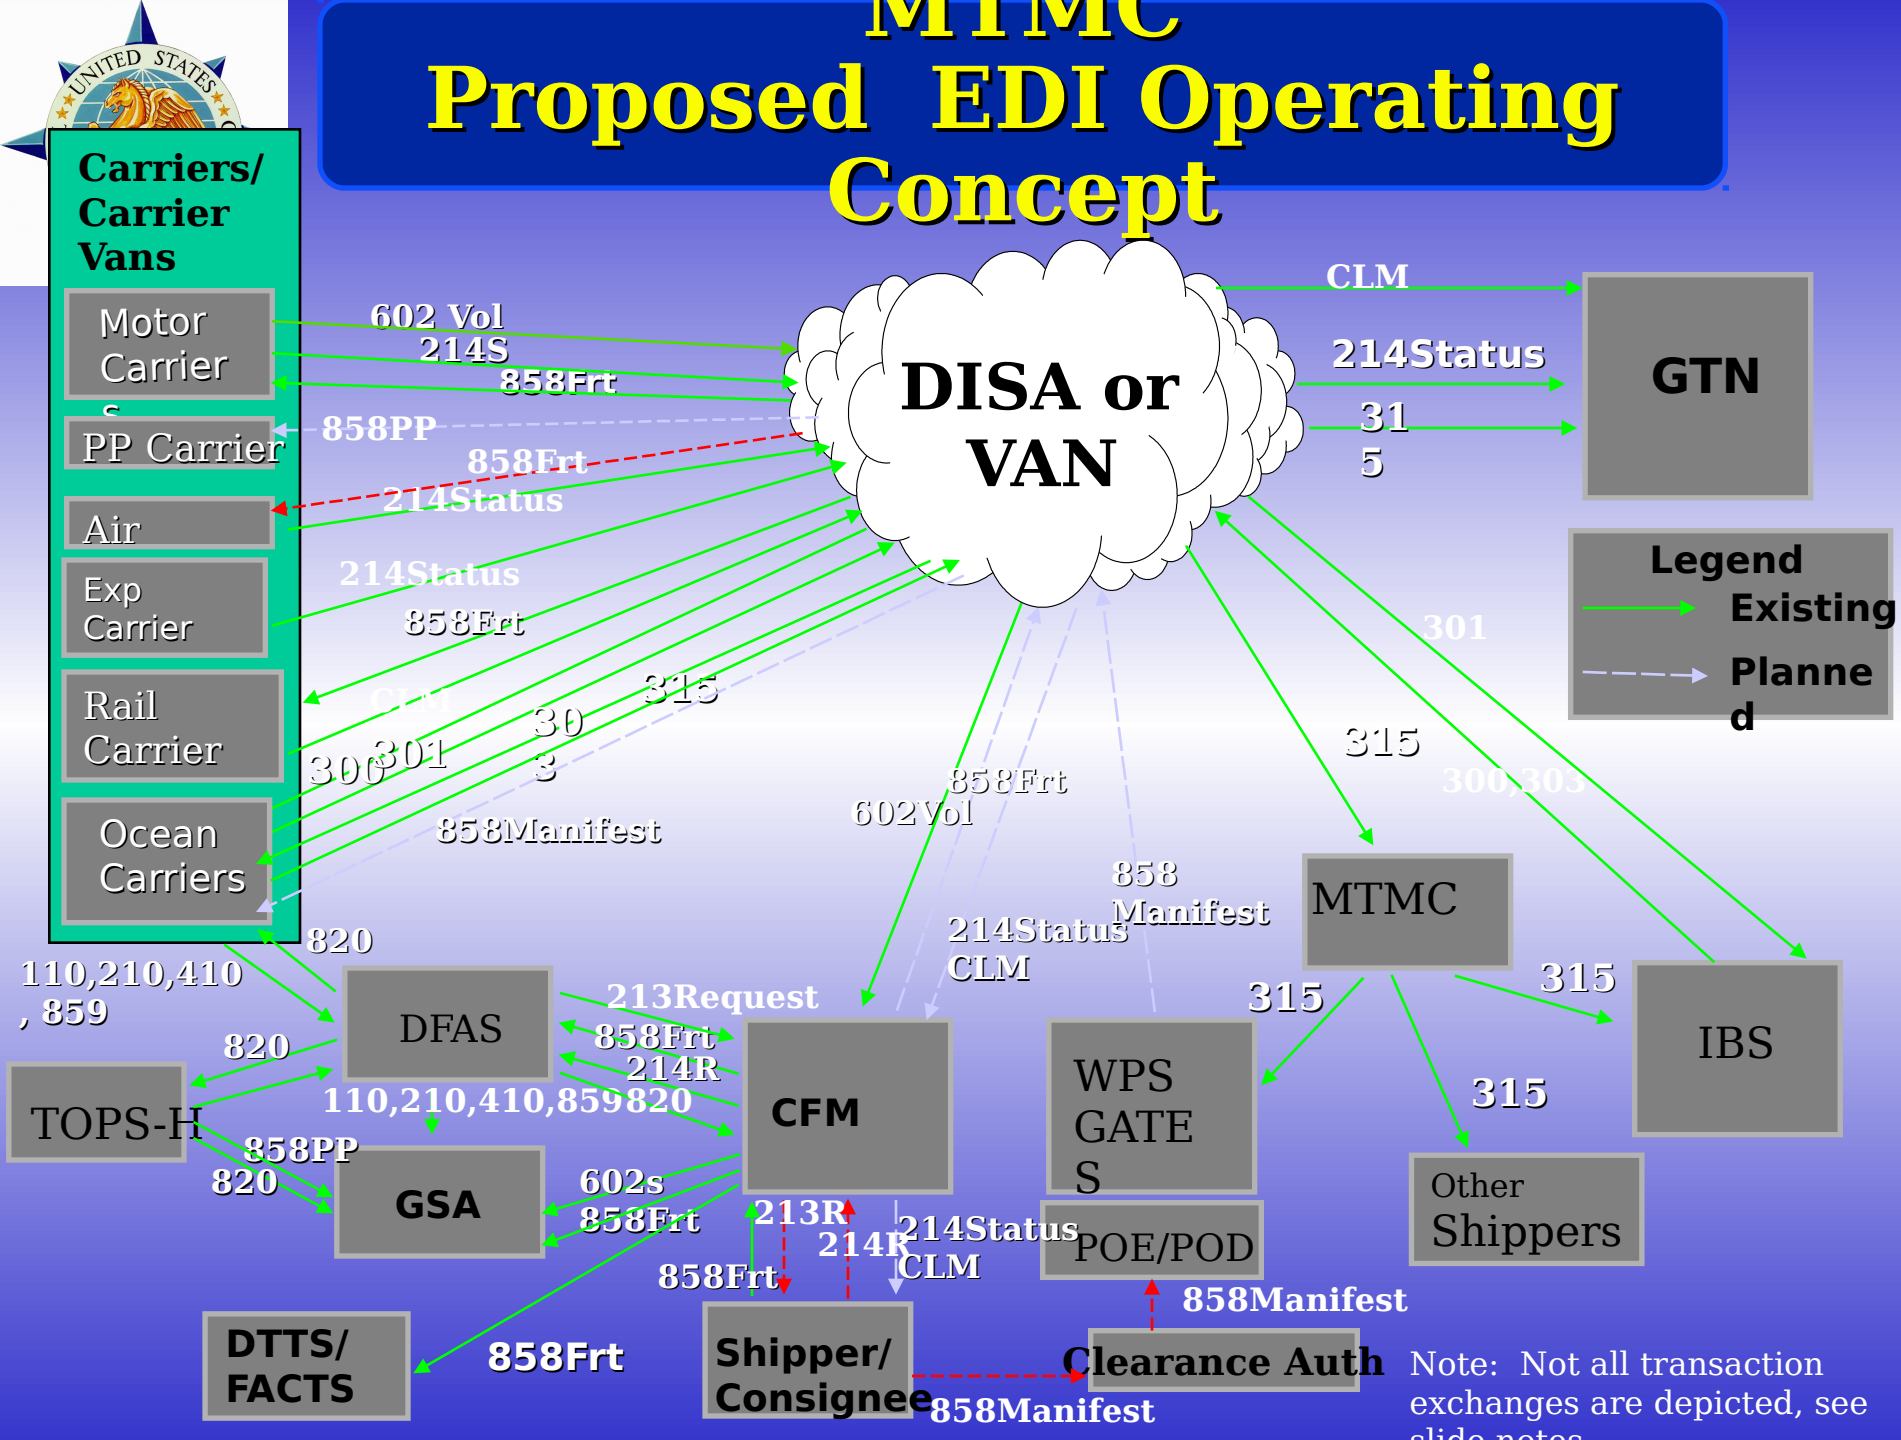 MTMC
Proposed EDI Operating
Concept
UNITED STATES
Carriers/
Carrier
Vans
Motor
Carrier
s
PP Carrier
Air
Exp
Carrier
Rail
Carrier
Ocean
Carriers
602 Vol
214S
858Frt
858PP
858Frt
214Status
214Status
858Frt
CLM
315
30
3
301
300
858Manifest
DISA or
VAN
CLM
214Status
31
5
GTN
Legend
Existing
Planne
d
301
315
300,303
858Frt
602Vol
858
Manifest
214Status
CLM
MTMC
315
315
315
IBS
820
110,210,410
, 859
DFAS
820
TOPS-H
213Request
858Frt
214R
110,210,410,859
820
CFM
WPS
GATE
S
858PP
820
GSA
602s
858Frt
213R
214R
214Status
CLM
858Frt
POE/POD
Other
Shippers
858Manifest
DTTS/
FACTS
858Frt
Shipper/
Consignee
Clearance Auth
858Manifest
Note: Not all transaction
exchanges are depicted, see
slide notes